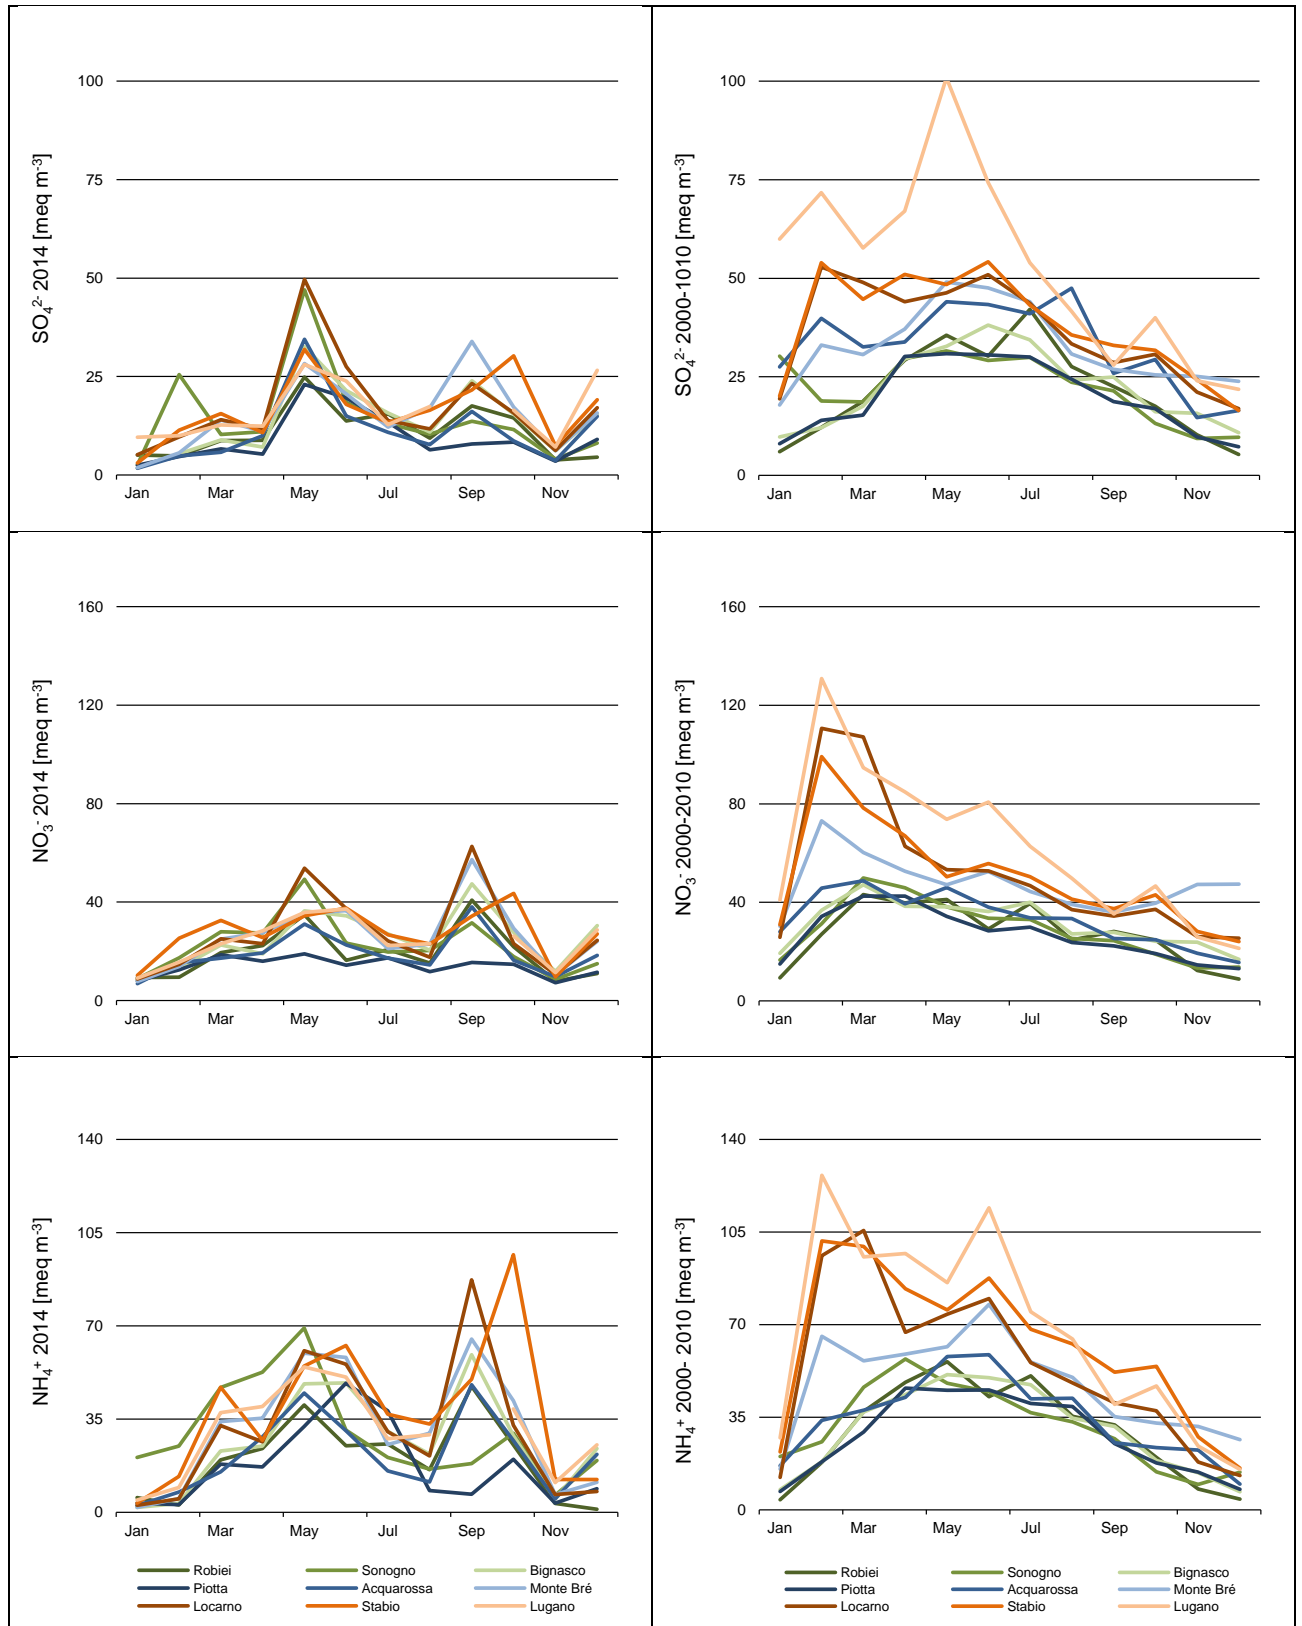 SO₄²⁻ 2014 [meq m⁻³]
100
75
50
25
0
Jan Mar May Jul Sep Nov
SO₄²⁻ 2000-1010 [meq m⁻³]
100
75
50
25
0
Jan Mar May Jul Sep Nov
NO₃⁻ 2014 [meq m⁻³]
160
120
80
40
0
Jan Mar May Jul Sep Nov
NO₃⁻ 2000-2010 [meq m⁻³]
160
120
80
40
0
Jan Mar May Jul Sep Nov
NH₄⁺ 2014 [meq m⁻³]
140
105
70
35
0
Jan Mar May Jul Sep Nov
Robiei Sonogno Bignasco
Piotta Acquarossa Monte Bré
Locarno Stabio Lugano
NH₄⁺ 2000- 2010 [meq m⁻³]
140
105
70
35
0
Jan Mar May Jul Sep Nov
Robiei Sonogno Bignasco
Piotta Acquarossa Monte Bré
Locarno Stabio Lugano